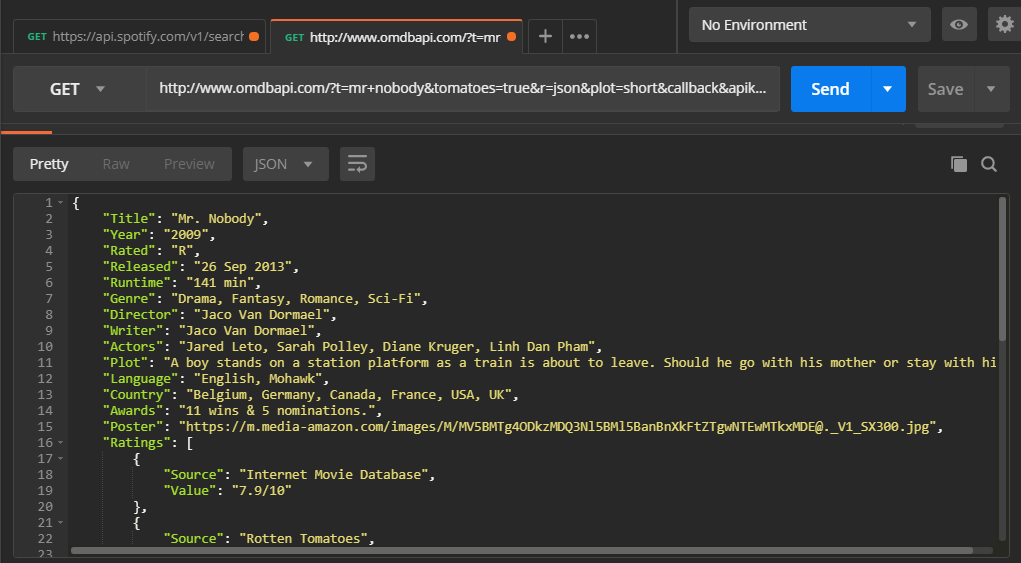 GET https://api.spotify.com/v1/search
GET http://www.omdbapi.com/?t=mr
No Environment
GET http://www.omdbapi.com/?t=mr+nobody&tomatoes=true&r=json&plot=short&callback&apik... Send Save
Pretty Raw Preview JSON
1 {
2 "Title": "Mr. Nobody",
3 "Year": "2009",
4 "Rated": "R",
5 "Released": "26 Sep 2013",
6 "Runtime": "141 min",
7 "Genre": "Drama, Fantasy, Romance, Sci-Fi",
8 "Director": "Jaco Van Dormael",
9 "Writer": "Jaco Van Dormael",
10 "Actors": "Jared Leto, Sarah Polley, Diane Kruger, Linh Dan Pham",
11 "Plot": "A boy stands on a station platform as a train is about to leave. Should he go with his mother or stay with hi
12 "Language": "English, Mohawk",
13 "Country": "Belgium, Germany, Canada, France, USA, UK",
14 "Awards": "11 wins & 5 nominations.",
15 "Poster": "https://m.media-amazon.com/images/M/MV5BMTg4ODkzMDQ3Nl5BMl5BanBnXkFtZTgwNTEwMTkxMDE@._V1_SX300.jpg",
16 "Ratings": [
17 {
18 "Source": "Internet Movie Database",
19 "Value": "7.9/10"
20 },
21 {
22 "Source": "Rotten Tomatoes",
23